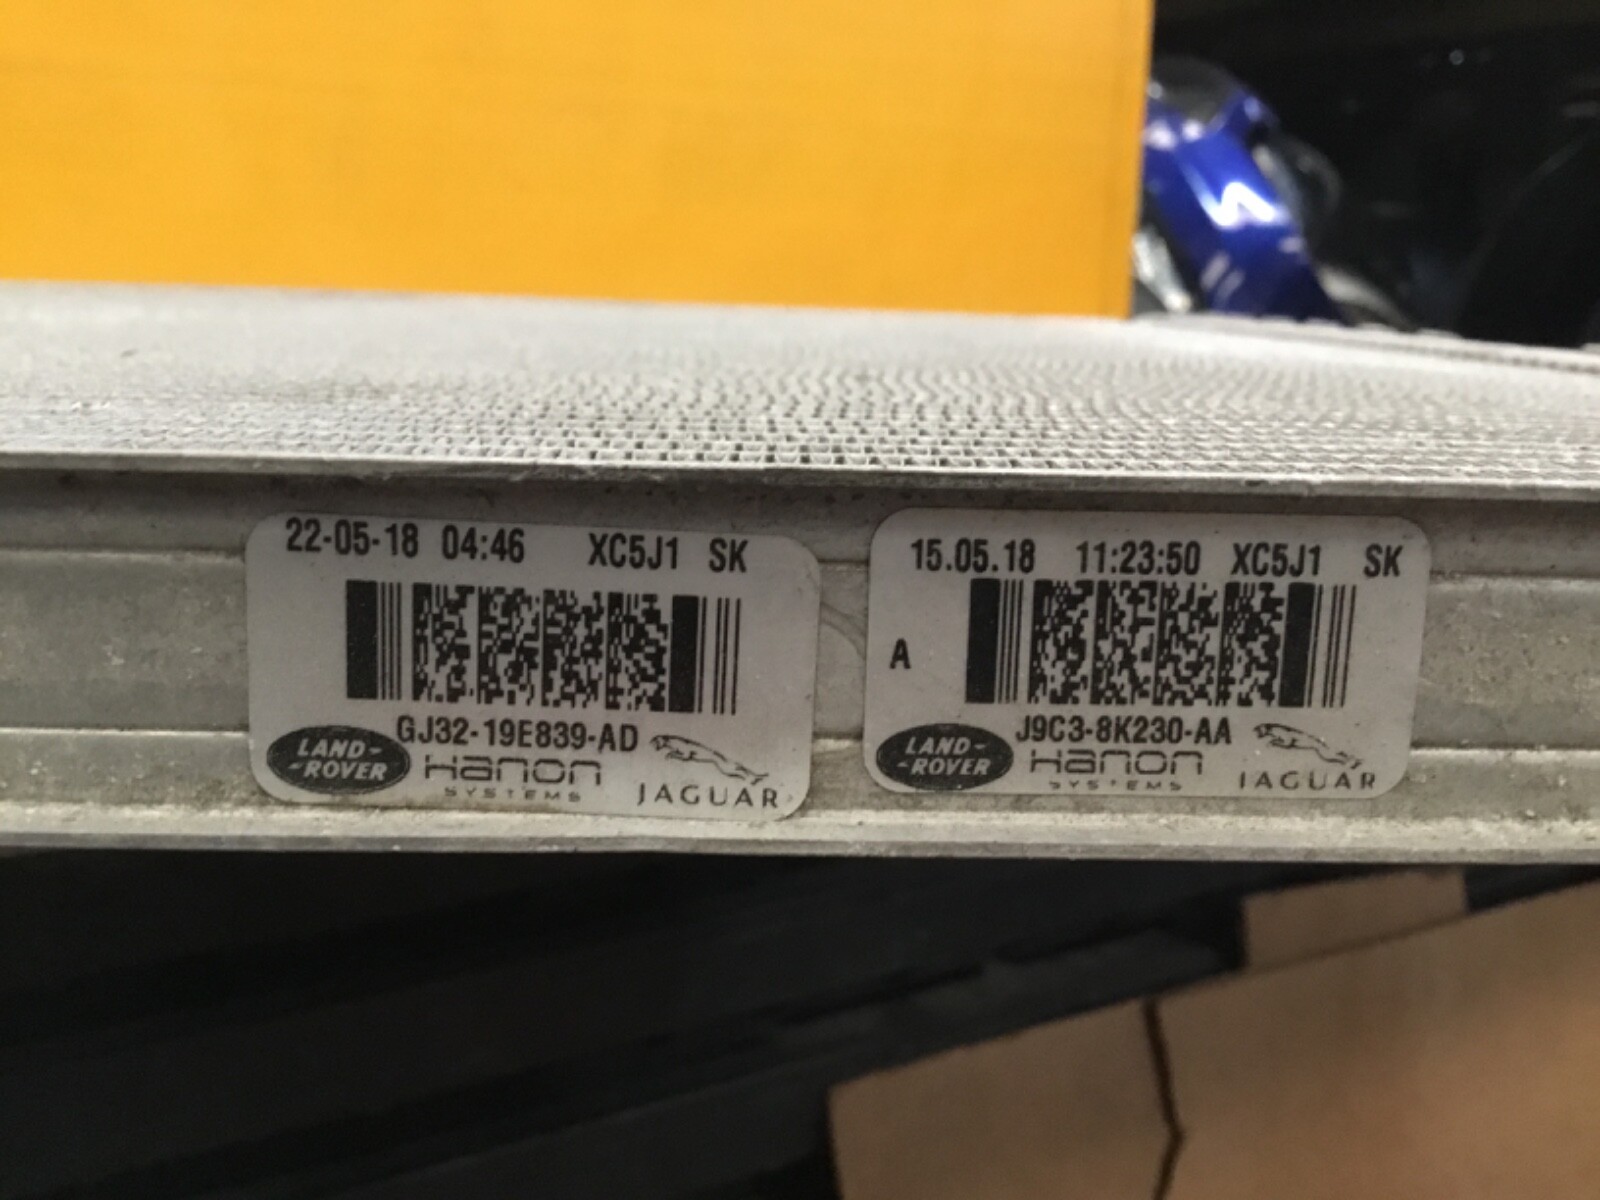 22-05-18 04:46 XC5J1 SK
GJ32-19E839-AD
LAND-
-ROVER
Hanon
SYSTEMS
JAGUAR
15.05.18 11:23:50 XC5J1 SK
A
J9C3-8K230-AA
LAND-
-ROVER
Hanon
SYSTEMS
JAGUAR